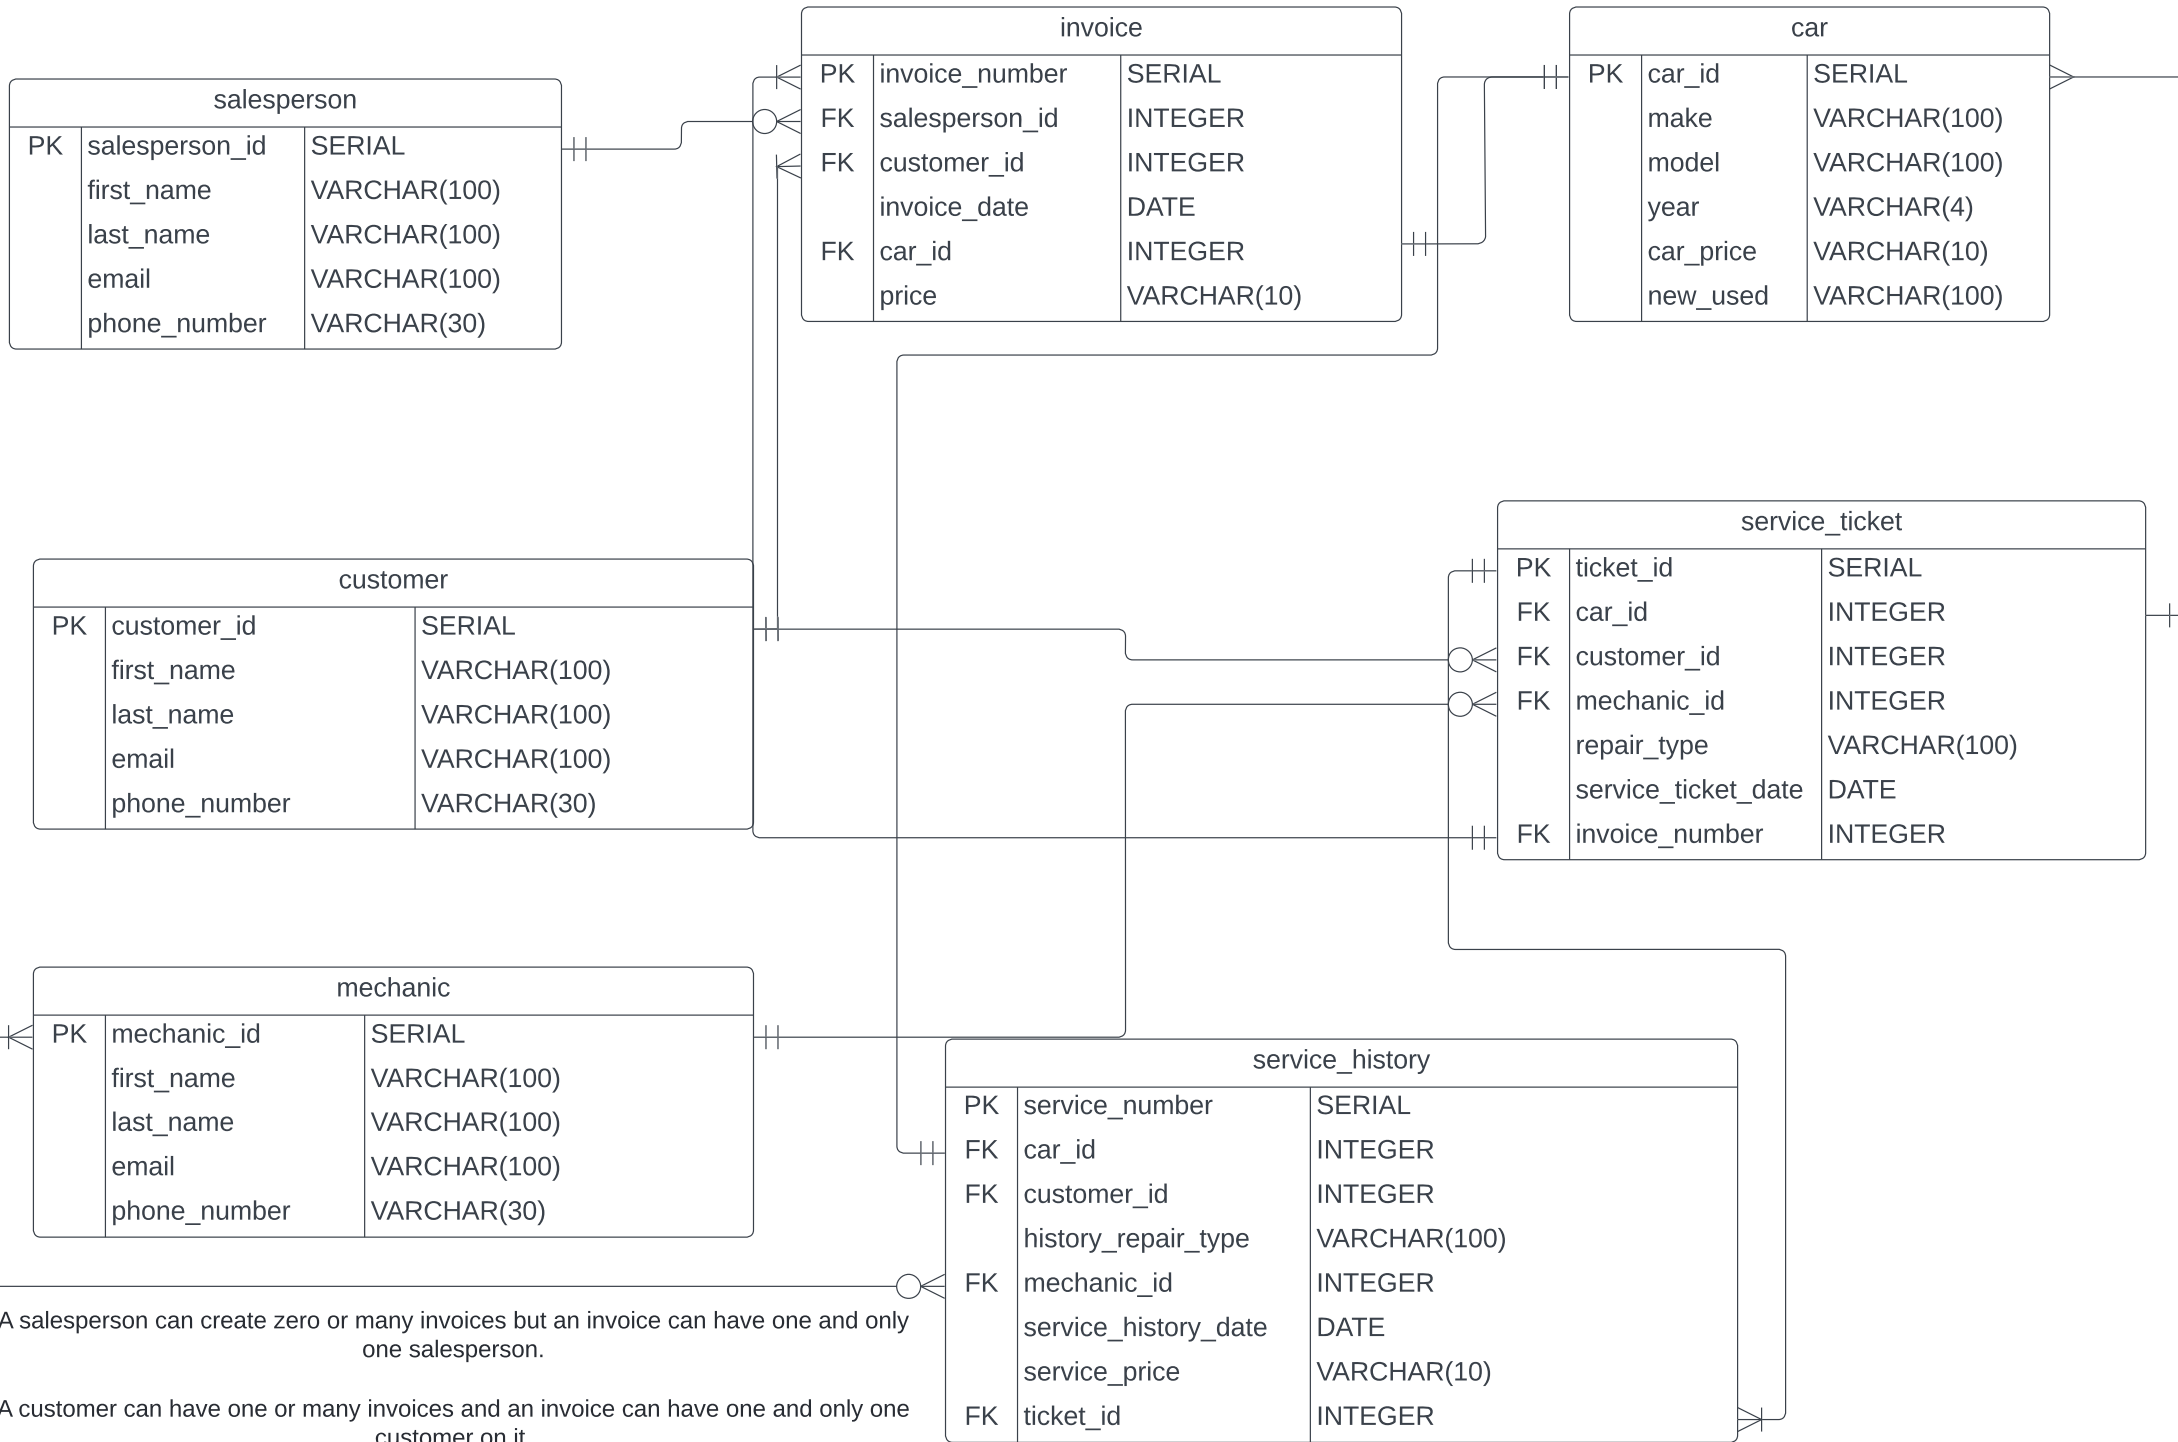 salesperson
PK salesperson_id SERIAL
first_name VARCHAR(100)
last_name VARCHAR(100)
email VARCHAR(100)
phone_number VARCHAR(30)
invoice
PK invoice_number SERIAL
FK salesperson_id INTEGER
FK customer_id INTEGER
invoice_date DATE
FK car_id INTEGER
price VARCHAR(10)
car
PK car_id SERIAL
make VARCHAR(100)
model VARCHAR(100)
year VARCHAR(4)
car_price VARCHAR(10)
new_used VARCHAR(100)
customer
PK customer_id SERIAL
first_name VARCHAR(100)
last_name VARCHAR(100)
email VARCHAR(100)
phone_number VARCHAR(30)
service_ticket
PK ticket_id SERIAL
FK car_id INTEGER
FK customer_id INTEGER
FK mechanic_id INTEGER
repair_type VARCHAR(100)
service_ticket_date DATE
FK invoice_number INTEGER
mechanic
PK mechanic_id SERIAL
first_name VARCHAR(100)
last_name VARCHAR(100)
email VARCHAR(100)
phone_number VARCHAR(30)
service_history
PK service_number SERIAL
FK car_id INTEGER
FK customer_id INTEGER
history_repair_type VARCHAR(100)
FK mechanic_id INTEGER
service_history_date DATE
service_price VARCHAR(10)
FK ticket_id INTEGER
A salesperson can create zero or many invoices but an invoice can have one and only
one salesperson.
A customer can have one or many invoices and an invoice can have one and only one
customer on it